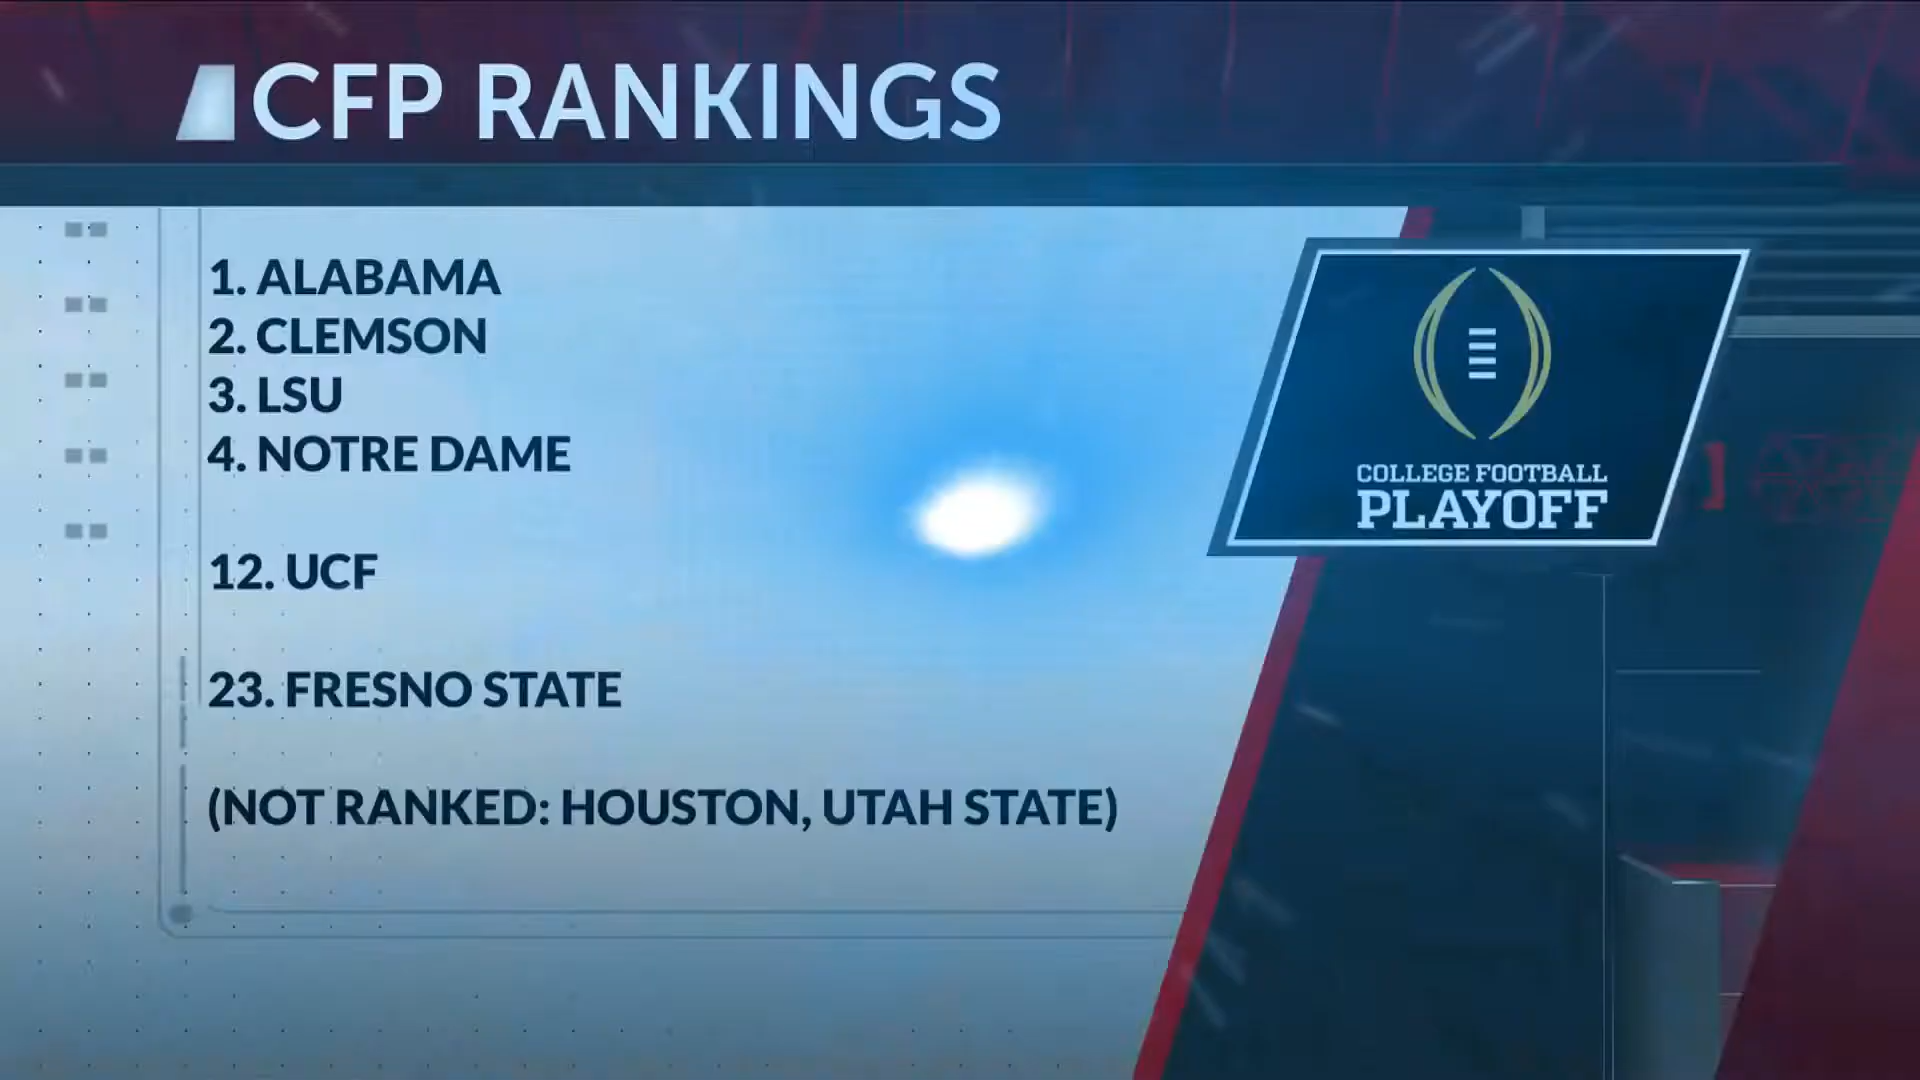 CFP RANKINGS
1. ALABAMA
2. CLEMSON
3. LSU
4. NOTRE DAME
12. UCF
23. FRESNO STATE
(NOT RANKED: HOUSTON, UTAH STATE)
COLLEGE FOOTBALL
PLAYOFF